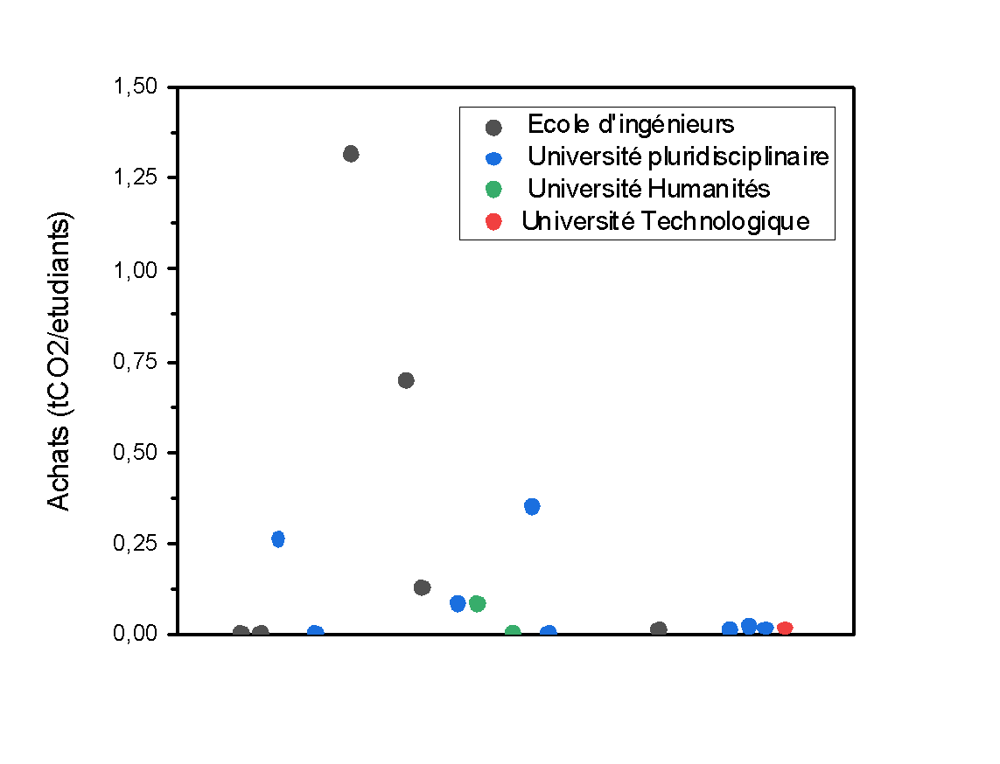 1,50
1,25
1,00
0,75
0,50
0,25
0,00
Achats (tCO2/etudiants)
Ecole d'ingénieurs
Université pluridisciplinaire
Université Humanités
Université Technologique